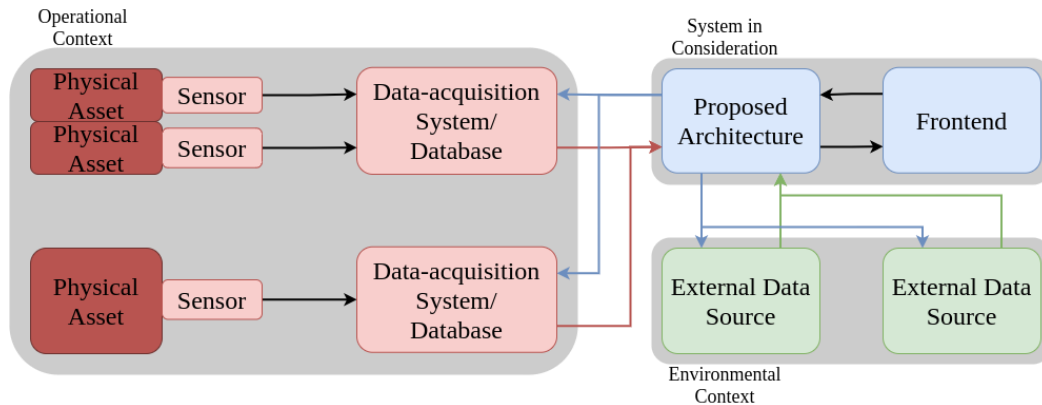 Operational
Context
System in
Consideration
Physical
Asset
Sensor
Physical
Asset
Sensor
Data-acquisition
System/
Database
Proposed
Architecture
Frontend
Physical
Asset
Sensor
Data-acquisition
System/
Database
External Data
Source
External Data
Source
Environmental
Context